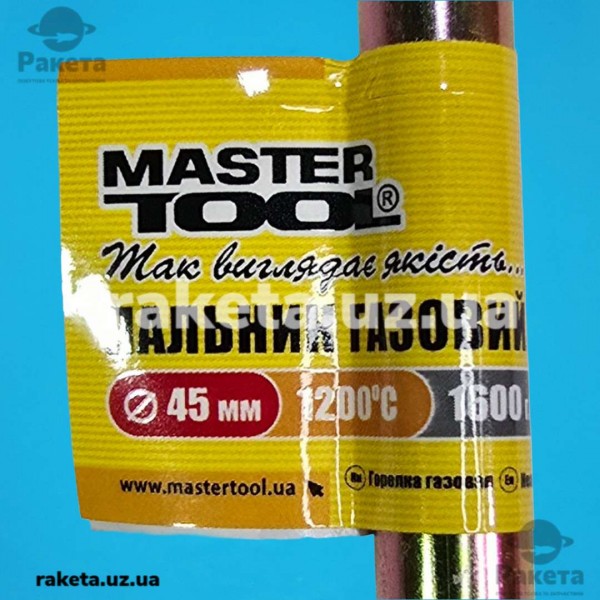 Ракета
MASTER
TOOL®
Так виглядає якість...
raketa.uz.ua
ПАЛЬНИК ГАЗОВИЙ
Ø 45 мм
1200°C
1600
Горелка газовая
www.mastertool.ua
raketa.uz.ua
Ракета